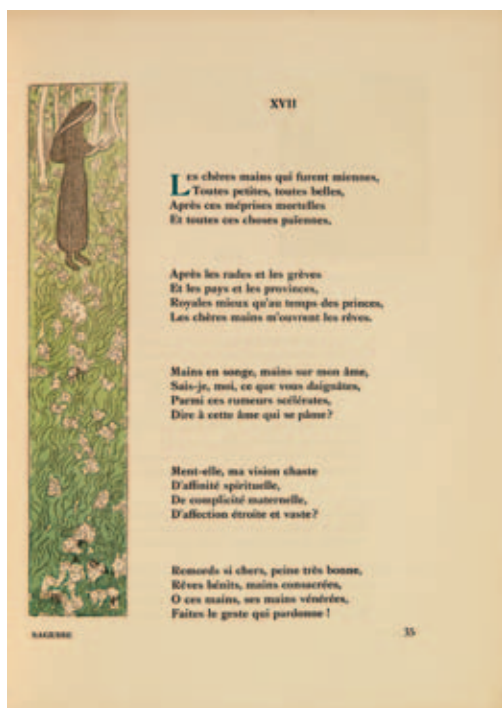 XVII
Les chères mains qui furent miennes,
Toutes petites, toutes belles,
Après ces méprises mortelles
Et toutes ces choses païennes.
Après les rades et les grèves
Et les pays et les provinces,
Royales mieux qu'au temps des princes,
Les chères mains m'ouvrent les rêves.
Mains en songe, mains sur mon âme,
Sais-je, moi, ce que vous daignâtes,
Parmi ces rumeurs scélérates,
Dire à cette âme qui se pâme?
Ment-elle, ma vision chaste
D'affinité spirituelle,
De complicité maternelle,
D'affection étroite et vaste?
Remords si chers, peine très bonne,
Rêves bénits, mains consacrées,
O ces mains, ses mains vénérées,
Faites le geste qui pardonne !
SAGESSE
35